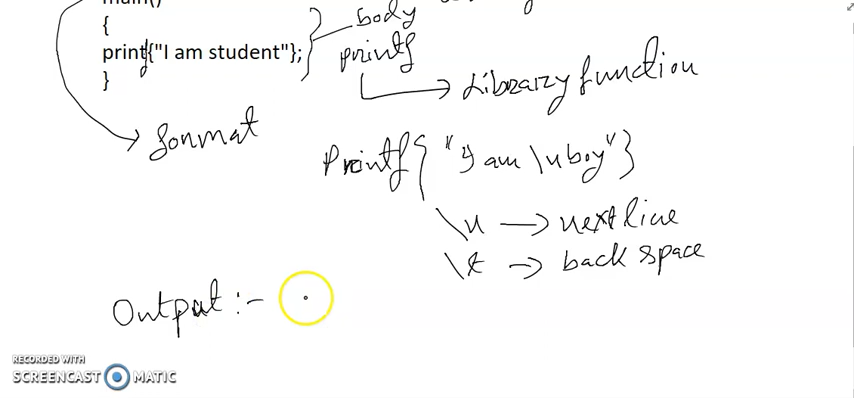 main()
{
print{"I am student"};
}
body
printf
Library function
format
Printf{ "I am \n boy"}
\n → next line
\t → back space
Output :-
RECORDED WITH
SCREENCAST MATIC